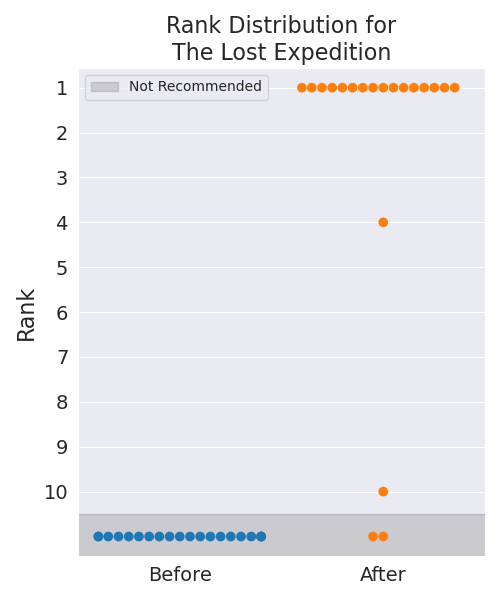 Rank Distribution for
The Lost Expedition
Not Recommended
1
2
3
4
5
6
7
8
9
10
Rank
Before
After